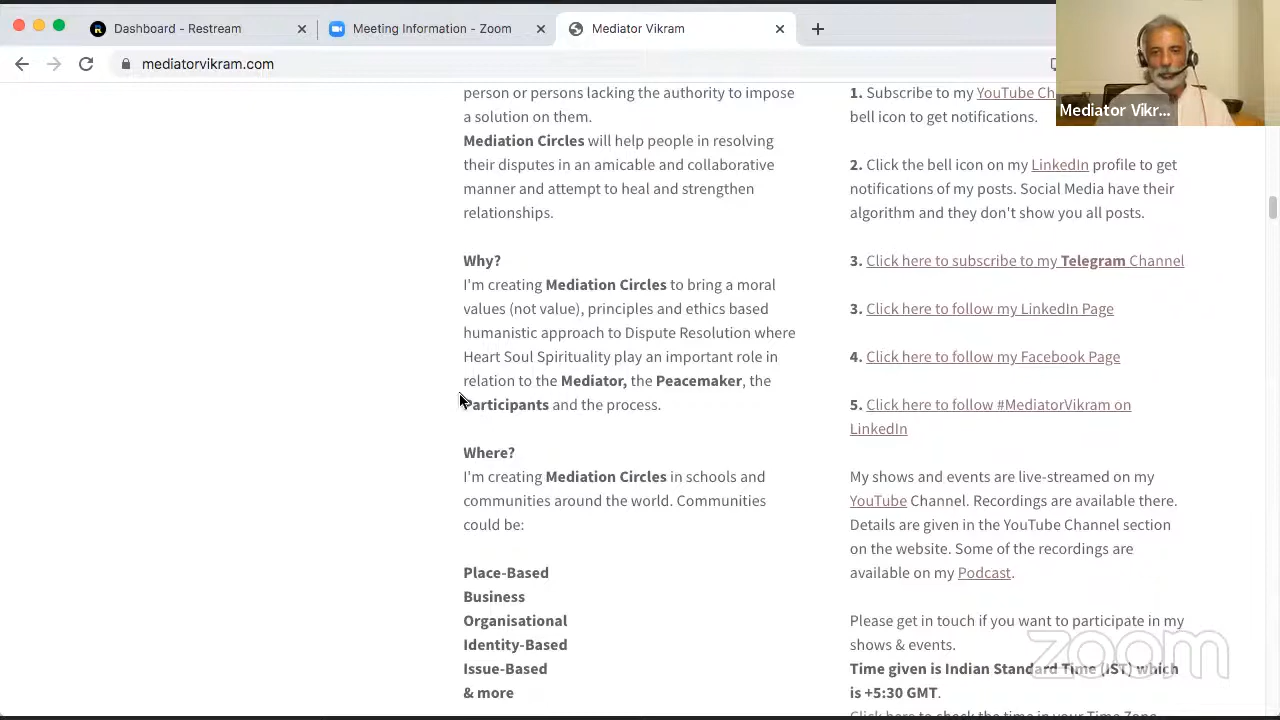 Dashboard - Restream
Meeting Information - Zoom
Mediator Vikram
mediatorvikram.com
Mediator Vikr...
person or persons lacking the authority to impose
a solution on them.
Mediation Circles will help people in resolving
their disputes in an amicable and collaborative
manner and attempt to heal and strengthen
relationships.
Why?
I'm creating Mediation Circles to bring a moral
values (not value), principles and ethics based
humanistic approach to Dispute Resolution where
Heart Soul Spirituality play an important role in
relation to the Mediator, the Peacemaker, the
Participants and the process.
Where?
I'm creating Mediation Circles in schools and
communities around the world. Communities
could be:
Place-Based
Business
Organisational
Identity-Based
Issue-Based
& more
1. Subscribe to my YouTube Ch
bell icon to get notifications.
2. Click the bell icon on my LinkedIn profile to get
notifications of my posts. Social Media have their
algorithm and they don't show you all posts.
3. Click here to subscribe to my Telegram Channel
3. Click here to follow my LinkedIn Page
4. Click here to follow my Facebook Page
5. Click here to follow #MediatorVikram on
LinkedIn
My shows and events are live-streamed on my
YouTube Channel. Recordings are available there.
Details are given in the YouTube Channel section
on the website. Some of the recordings are
available on my Podcast.
Please get in touch if you want to participate in my
shows & events.
Time given is Indian Standard Time (IST) which
is +5:30 GMT.
Click here to check the time in your Time Zone
zoom